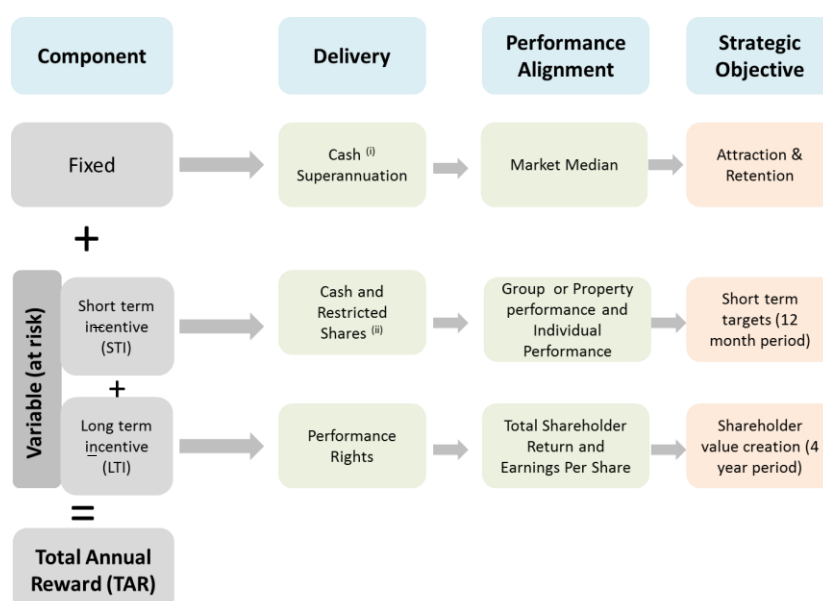 Component
Delivery
Performance
Alignment
Strategic
Objective
Fixed
Cash (i)
Superannuation
Market Median
Attraction &
Retention
+
Variable (at risk)
Short term
incentive
(STI)
Cash and
Restricted
Shares (ii)
Group or Property
performance and
Individual
Performance
Short term
targets (12
month period)
+
Long term
incentive
(LTI)
Performance
Rights
Total Shareholder
Return and
Earnings Per Share
Shareholder
value creation (4
year period)
=
Total Annual
Reward (TAR)